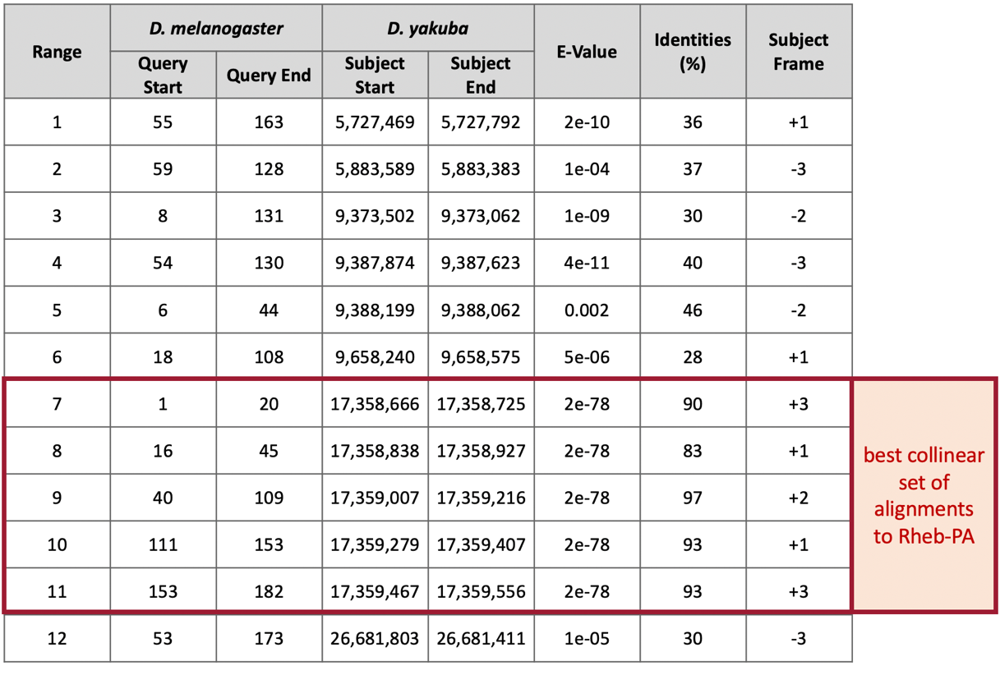 Range D. melanogaster D. yakuba E-Value Identities (%) Subject Frame
Query Start Query End Subject Start Subject End
1 55 163 5,727,469 5,727,792 2e-10 36 +1
2 59 128 5,883,589 5,883,383 1e-04 37 -3
3 8 131 9,373,502 9,373,062 1e-09 30 -2
4 54 130 9,387,874 9,387,623 4e-11 40 -3
5 6 44 9,388,199 9,388,062 0.002 46 -2
6 18 108 9,658,240 9,658,575 5e-06 28 +1
7 1 20 17,358,666 17,358,725 2e-78 90 +3
8 16 45 17,358,838 17,358,927 2e-78 83 +1
9 40 109 17,359,007 17,359,216 2e-78 97 +2
10 111 153 17,359,279 17,359,407 2e-78 93 +1
11 153 182 17,359,467 17,359,556 2e-78 93 +3
12 53 173 26,681,803 26,681,411 1e-05 30 -3
best collinear
set of
alignments
to Rheb-PA